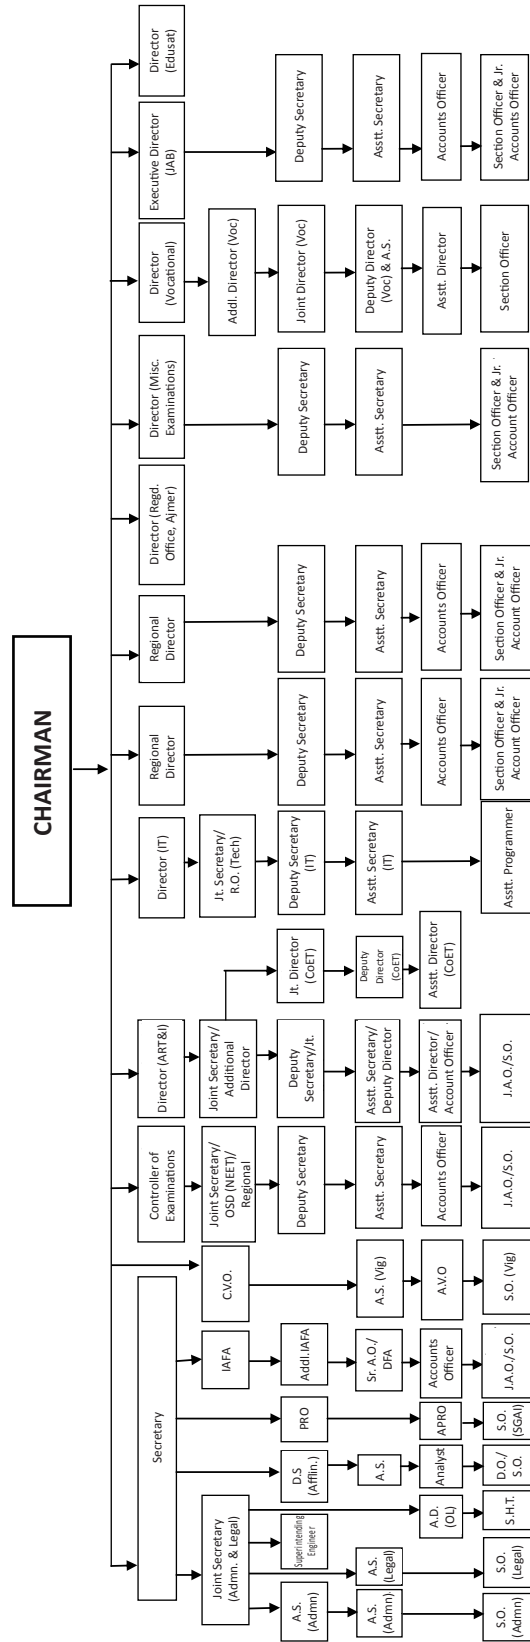 CHAIRMAN
Secretary
Joint Secretary
(Admn. & Legal)
A.S.
(Admn)
A.S.
(Admn)
S.O.
(Admn)
A.S.
(Legal)
S.O.
(Legal)
Superintending
Engineer
A.D.
(OL)
S.H.T.
D.S
(Afflin.)
A.S.
Analyst
D.O./
S.O.
PRO
APRO
S.O.
(SGAI)
IAFA
Addl.IAFA
Sr. A.O./
DFA
Accounts
Officer
J.A.O./S.O.
C.V.O.
A.S. (Vig)
A.V.O
S.O. (Vig)
Controller of
Examinations
Joint Secretary/
OSD (NEET)/
Regional
Deputy Secretary
Asstt. Secretary
Accounts Officer
J.A.O./S.O.
Director (ART&I)
Joint Secretary/
Additional
Director
Deputy
Secretary/Jt.
Asstt. Secretary/
Deputy Director
Asstt. Director/
Account Officer
J.A.O./S.O.
Jt. Director
(CoET)
Deputy
Director
(CoET)
Asstt. Director
(CoET)
Director (IT)
Jt. Secretary/
R.O. (Tech)
Deputy Secretary
(IT)
Asstt. Secretary
(IT)
Asstt. Programmer
Regional
Director
Deputy Secretary
Asstt. Secretary
Accounts Officer
Section Officer & Jr.
Account Officer
Regional
Director
Deputy Secretary
Asstt. Secretary
Accounts Officer
Section Officer & Jr.
Account Officer
Director (Regd.
Office, Ajmer)
Director (Misc.
Examinations)
Deputy Secretary
Asstt. Secretary
Section Officer & Jr.
Account Officer
Director
(Vocational)
Addl. Director (Voc)
Joint Director (Voc)
Deputy Director
(Voc) & A.S.
Asstt. Director
Section Officer
Executive Director
(JAB)
Deputy Secretary
Asstt. Secretary
Accounts Officer
Section Officer & Jr.
Accounts Officer
Director
(Edusat)